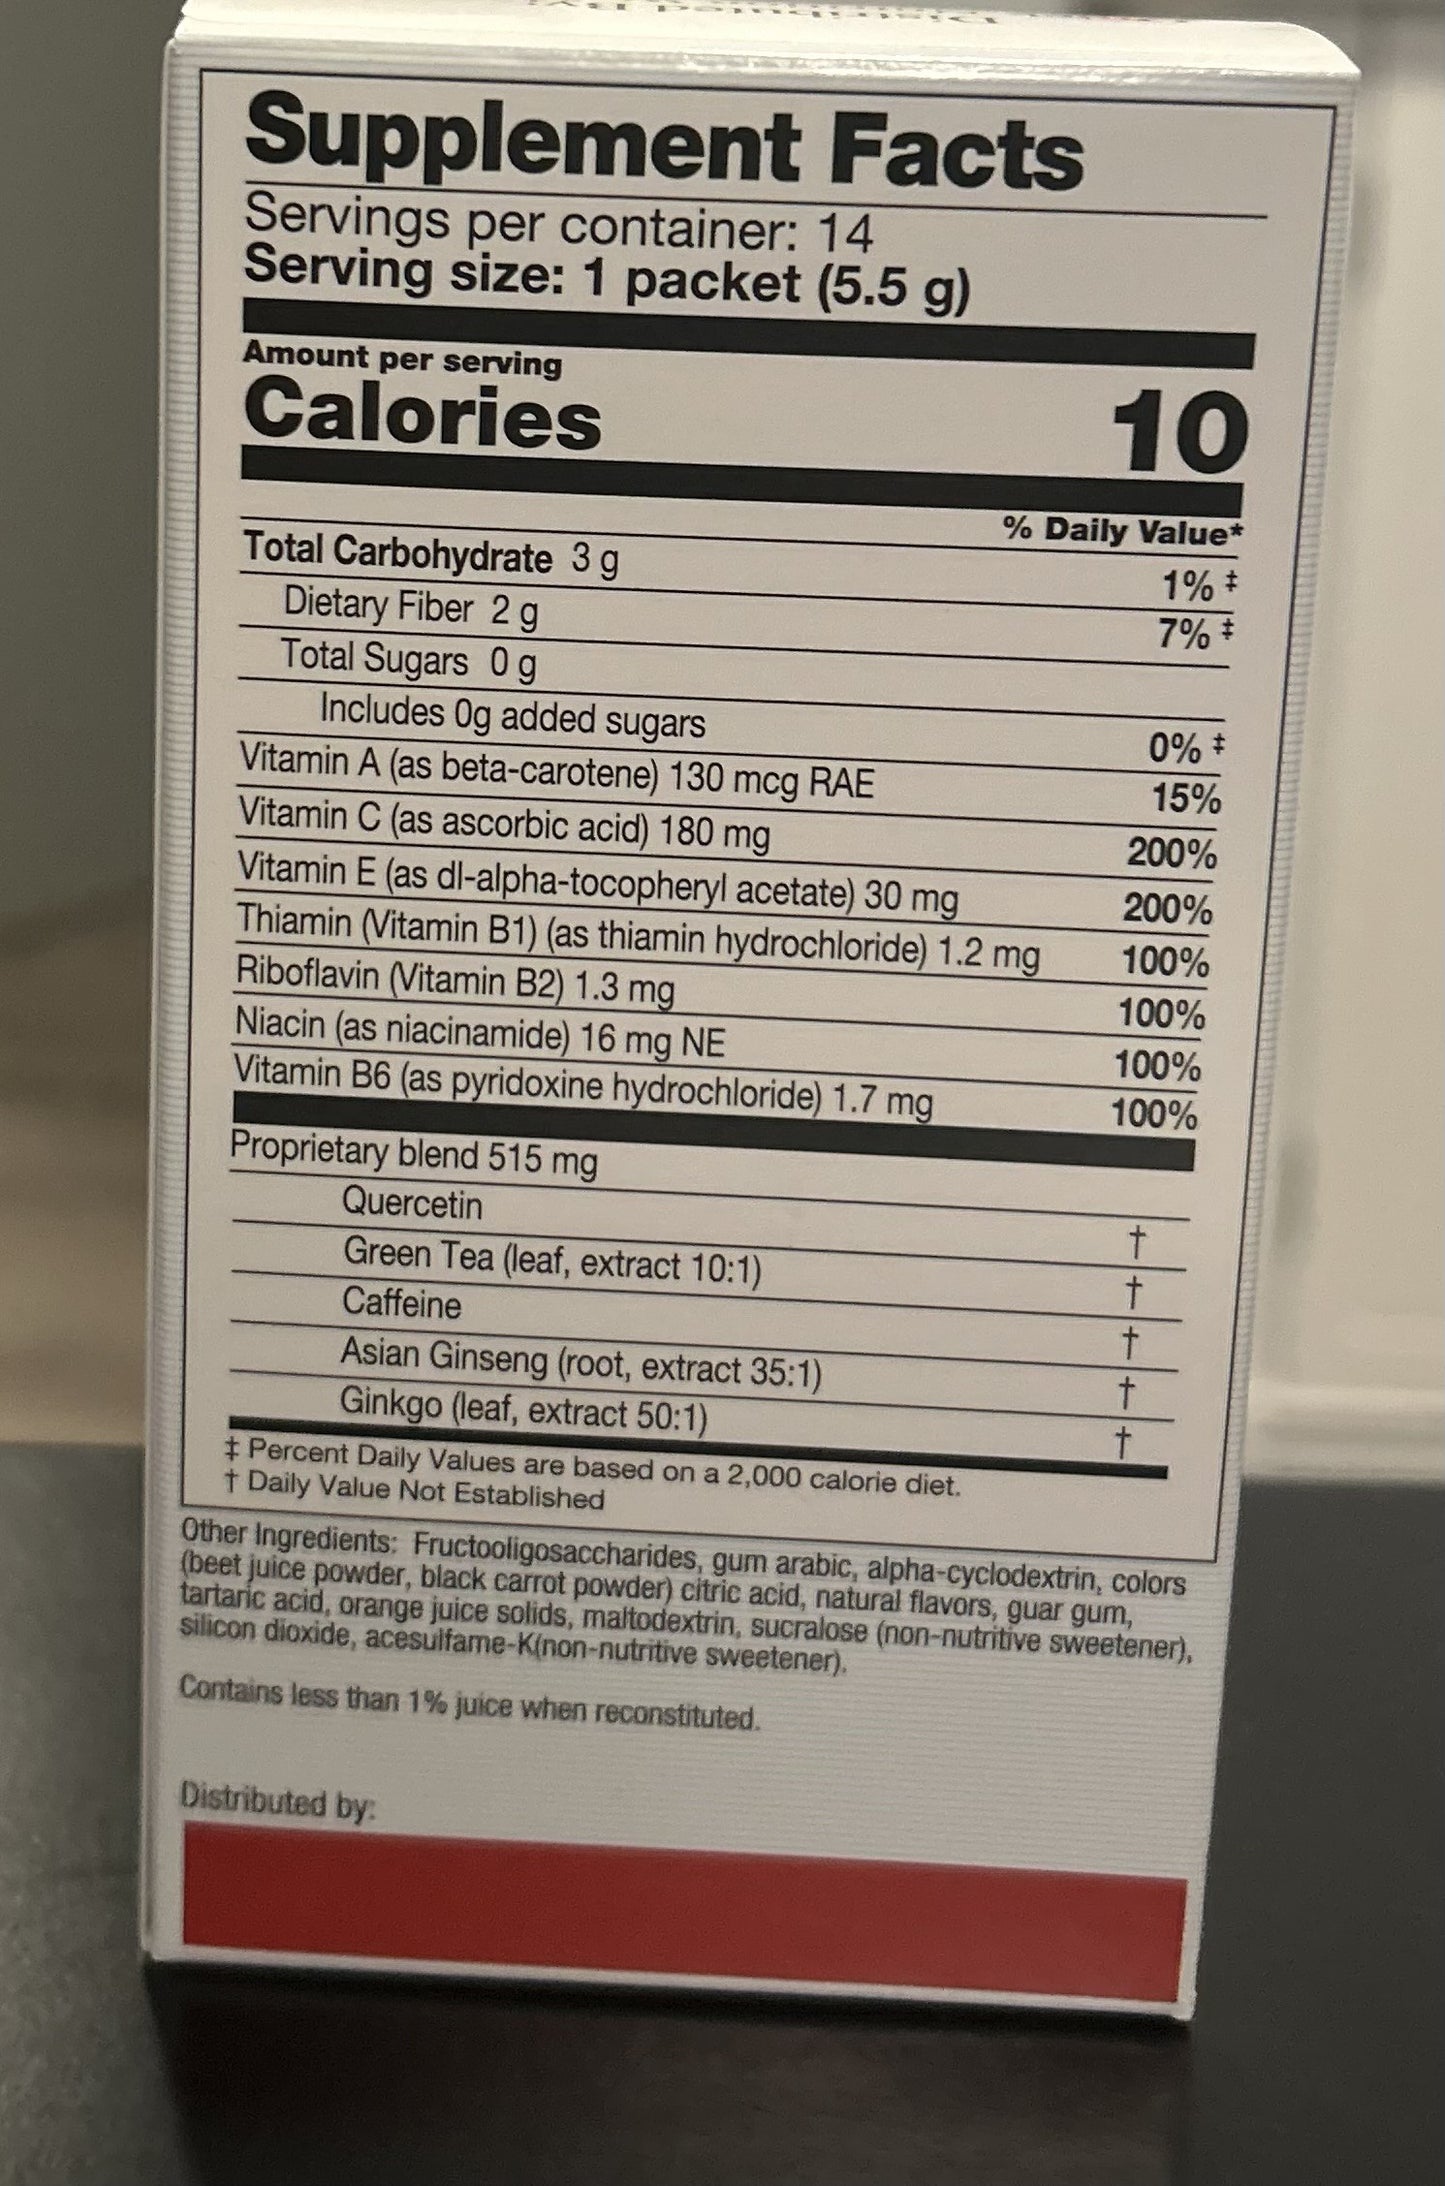 Distributed By:
Supplement Facts
Servings per container: 14
Serving size: 1 packet (5.5 g)
Amount per serving
Calories 10
% Daily Value*
Total Carbohydrate 3 g 1% ‡
Dietary Fiber 2 g 7% ‡
Total Sugars 0 g
Includes 0g added sugars 0% ‡
Vitamin A (as beta-carotene) 130 mcg RAE 15%
Vitamin C (as ascorbic acid) 180 mg 200%
Vitamin E (as dl-alpha-tocopheryl acetate) 30 mg 200%
Thiamin (Vitamin B1) (as thiamin hydrochloride) 1.2 mg 100%
Riboflavin (Vitamin B2) 1.3 mg 100%
Niacin (as niacinamide) 16 mg NE 100%
Vitamin B6 (as pyridoxine hydrochloride) 1.7 mg 100%
Proprietary blend 515 mg
Quercetin †
Green Tea (leaf, extract 10:1) †
Caffeine †
Asian Ginseng (root, extract 35:1) †
Ginkgo (leaf, extract 50:1) †
‡ Percent Daily Values are based on a 2,000 calorie diet.
† Daily Value Not Established
Other Ingredients: Fructooligosaccharides, gum arabic, alpha-cyclodextrin, colors
(beet juice powder, black carrot powder) citric acid, natural flavors, guar gum,
tartaric acid, orange juice solids, maltodextrin, sucralose (non-nutritive sweetener),
silicon dioxide, acesulfame-K(non-nutritive sweetener).
Contains less than 1% juice when reconstituted.
Distributed by: